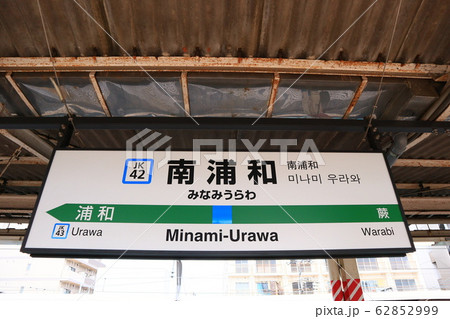 JK
42
南浦和
南浦和
미나미 우라와
みなみうらわ
浦和
蕨
JK
43
Urawa
Minami-Urawa
Warabi
PIXTA
pixta.jp - 62852999